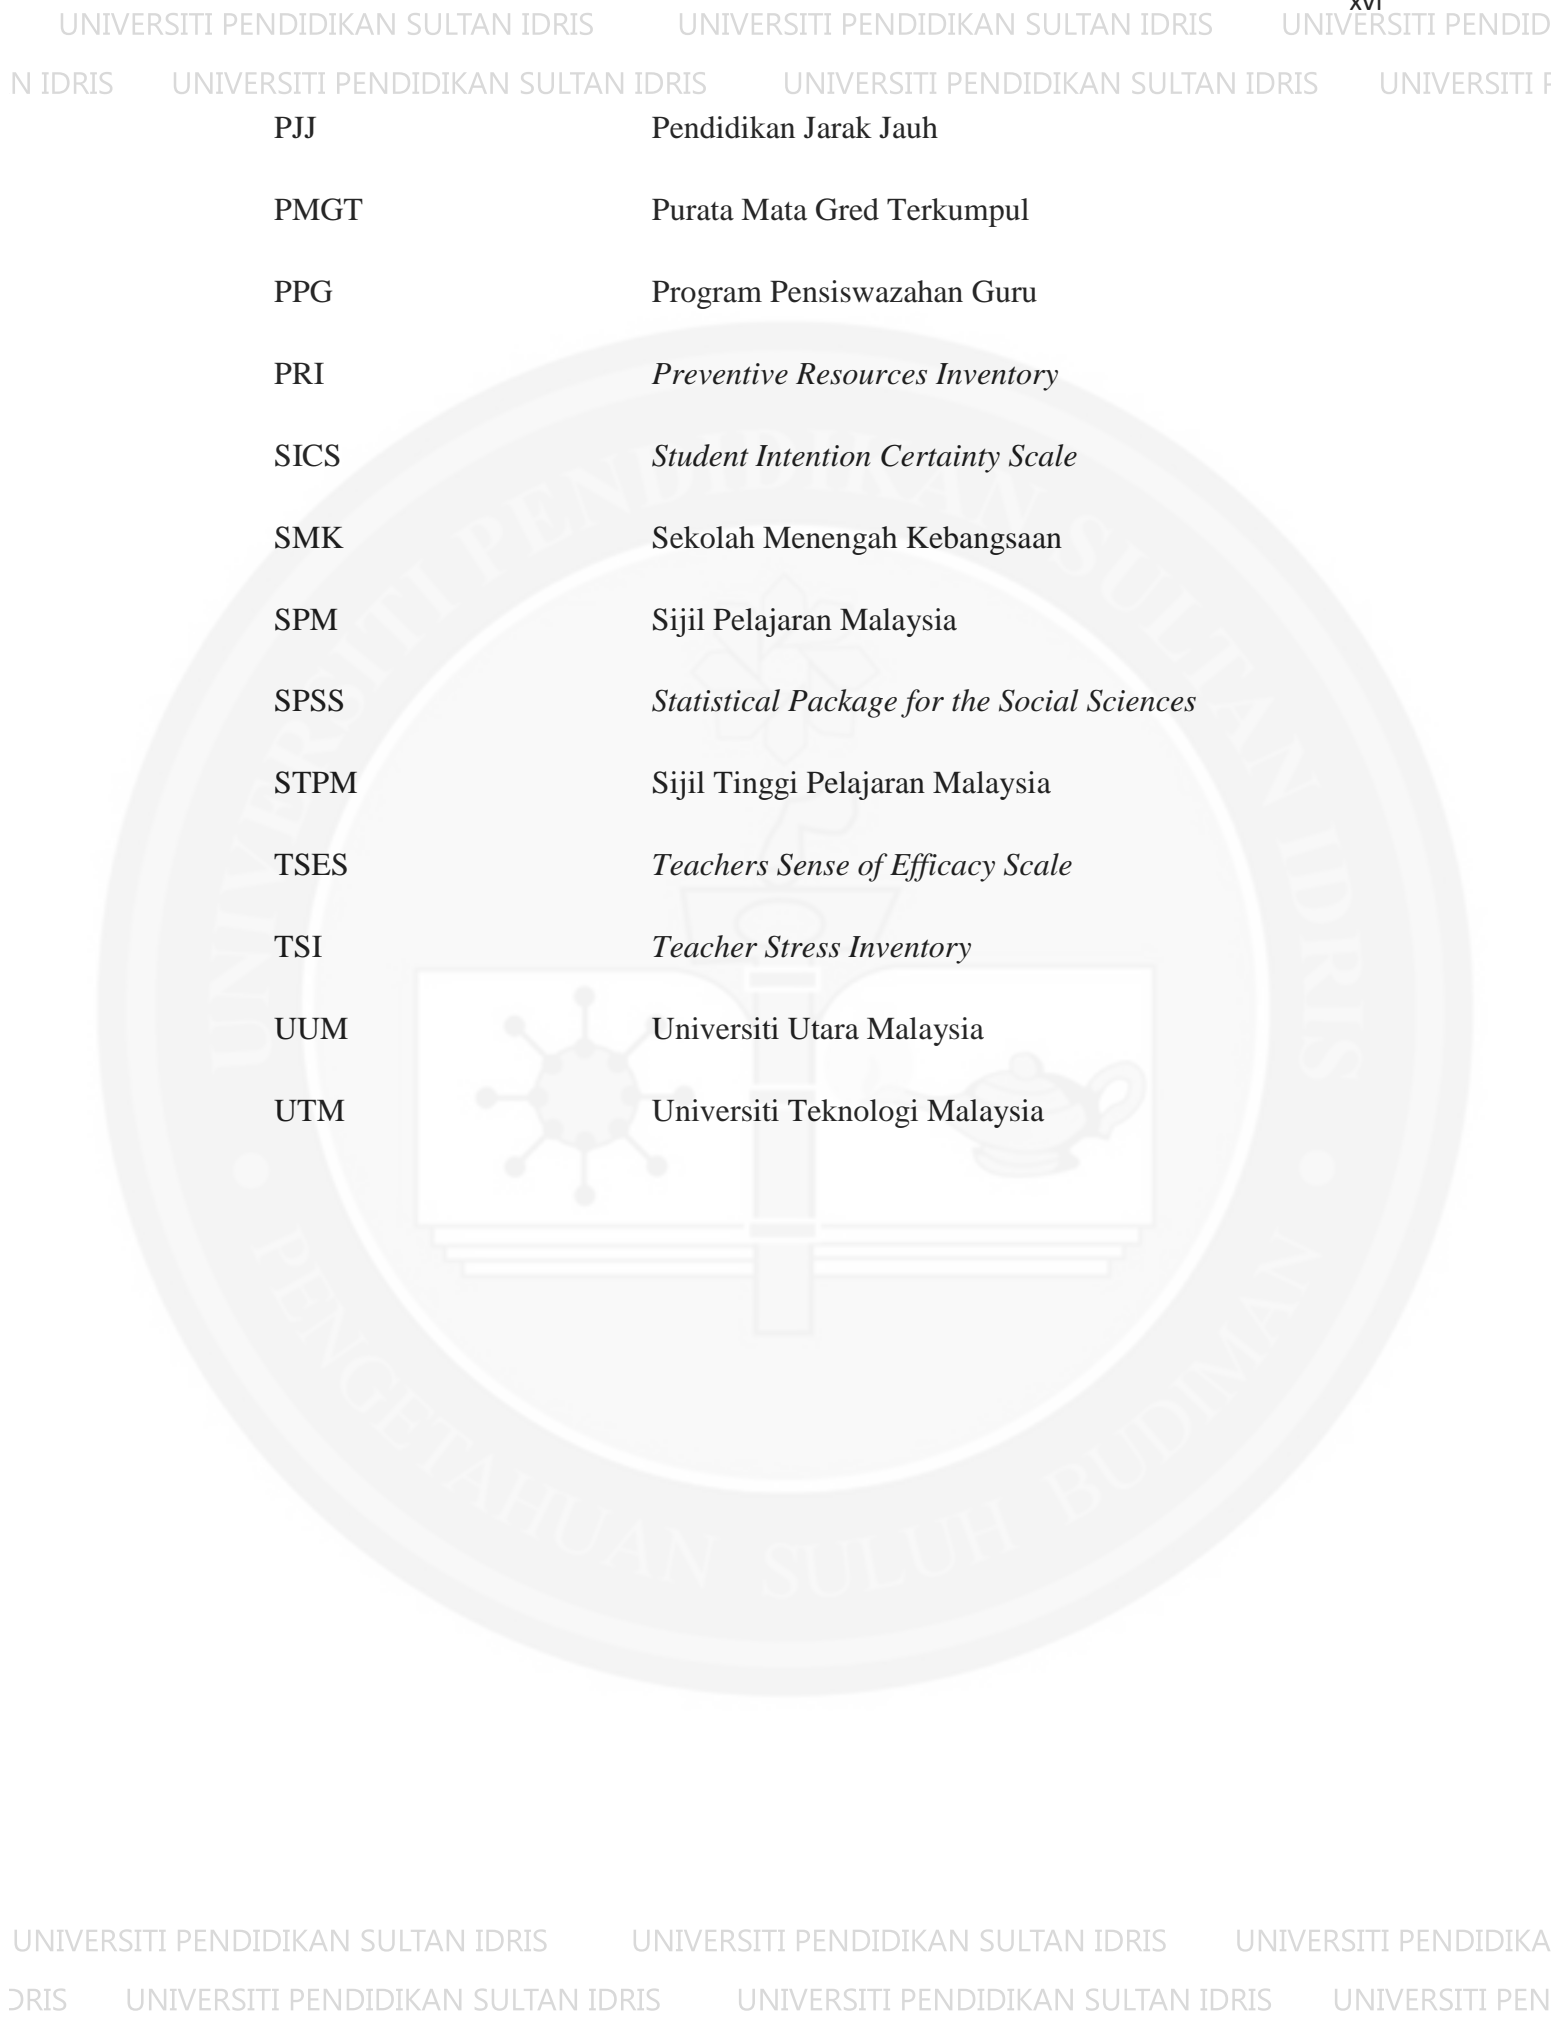 xvi
UNIVERSITI PENDIDIKAN SULTAN IDRIS UNIVERSITI PENDIDIKAN SULTAN IDRIS UNIVERSITI PENDID
N IDRIS UNIVERSITI PENDIDIKAN SULTAN IDRIS UNIVERSITI PENDIDIKAN SULTAN IDRIS UNIVERSITI P
PJJ Pendidikan Jarak Jauh
PMGT Purata Mata Gred Terkumpul
PPG Program Pensiswazahan Guru
PRI Preventive Resources Inventory
SICS Student Intention Certainty Scale
SMK Sekolah Menengah Kebangsaan
SPM Sijil Pelajaran Malaysia
SPSS Statistical Package for the Social Sciences
STPM Sijil Tinggi Pelajaran Malaysia
TSES Teachers Sense of Efficacy Scale
TSI Teacher Stress Inventory
UUM Universiti Utara Malaysia
UTM Universiti Teknologi Malaysia
UNIVERSITI PENDIDIKAN SULTAN IDRIS
PENGETAHUAN SULUH BUDIMAN
UNIVERSITI PENDIDIKAN SULTAN IDRIS UNIVERSITI PENDIDIKAN SULTAN IDRIS UNIVERSITI PENDIDIKA
DRIS UNIVERSITI PENDIDIKAN SULTAN IDRIS UNIVERSITI PENDIDIKAN SULTAN IDRIS UNIVERSITI PEN